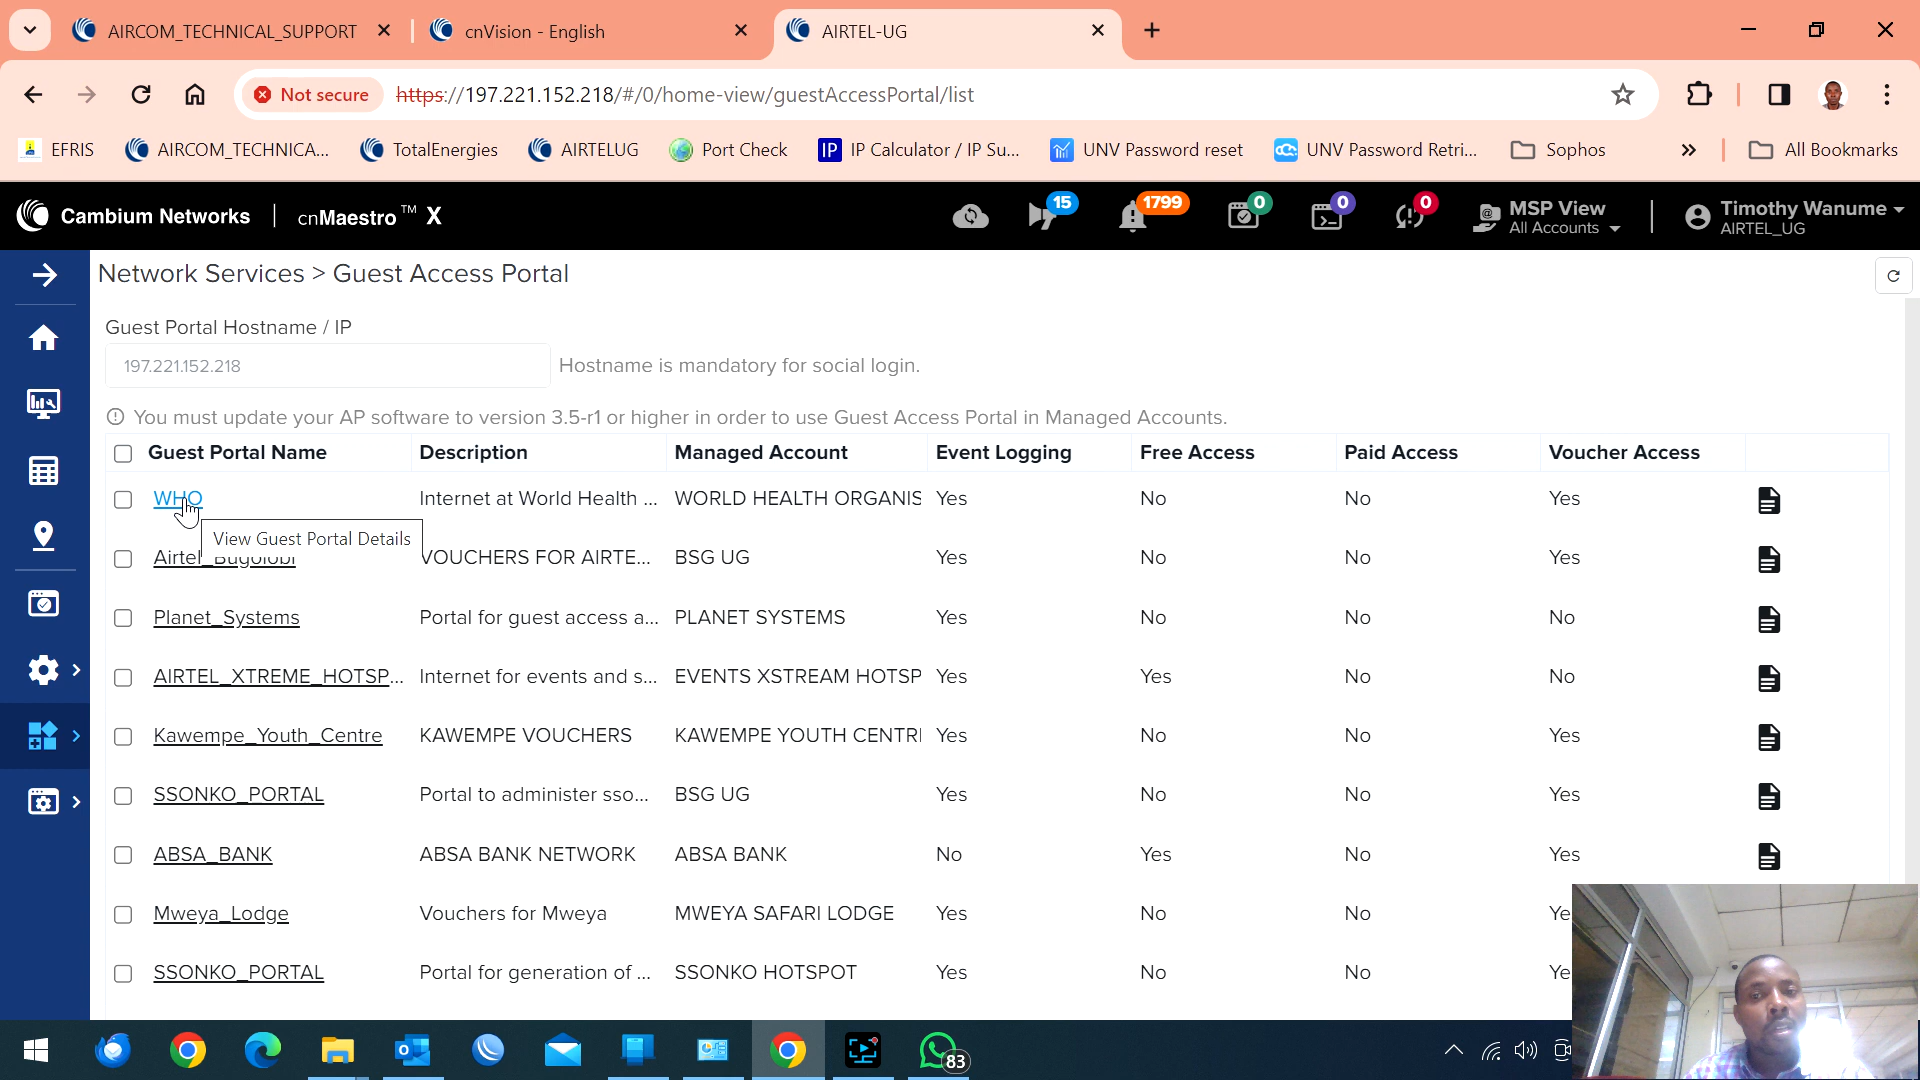 AIRCOM_TECHNICAL_SUPPORT
cnVision - English
AIRTEL-UG
Not secure
https://197.221.152.218/#/0/home-view/guestAccessPortal/list
EFRIS
AIRCOM_TECHNICA...
TotalEnergies
AIRTELUG
Port Check
IP
IP Calculator / IP Su...
UNV Password reset
UNV Password Retri...
Sophos
All Bookmarks
Cambium Networks
cnMaestro™ X
15
1799
0
0
0
MSP View
All Accounts
Timothy Wanume
AIRTEL_UG
Network Services > Guest Access Portal
Guest Portal Hostname / IP
197.221.152.218
Hostname is mandatory for social login.
You must update your AP software to version 3.5-r1 or higher in order to use Guest Access Portal in Managed Accounts.
Guest Portal Name Description Managed Account Event Logging Free Access Paid Access Voucher Access
WHO Internet at World Health ... WORLD HEALTH ORGANIS Yes No No Yes
View Guest Portal Details
Airtel_Bugolobi VOUCHERS FOR AIRTE... BSG UG Yes No No Yes
Planet_Systems Portal for guest access a... PLANET SYSTEMS Yes No No No
AIRTEL_XTREME_HOTSP... Internet for events and s... EVENTS XSTREAM HOTSP Yes Yes No No
Kawempe_Youth_Centre KAWEMPE VOUCHERS KAWEMPE YOUTH CENTRI Yes No No Yes
SSONKO_PORTAL Portal to administer sso... BSG UG Yes No No Yes
ABSA_BANK ABSA BANK NETWORK ABSA BANK No Yes No Yes
Mweya_Lodge Vouchers for Mweya MWEYA SAFARI LODGE Yes No No Ye
SSONKO_PORTAL Portal for generation of ... SSONKO HOTSPOT Yes No No Ye
83